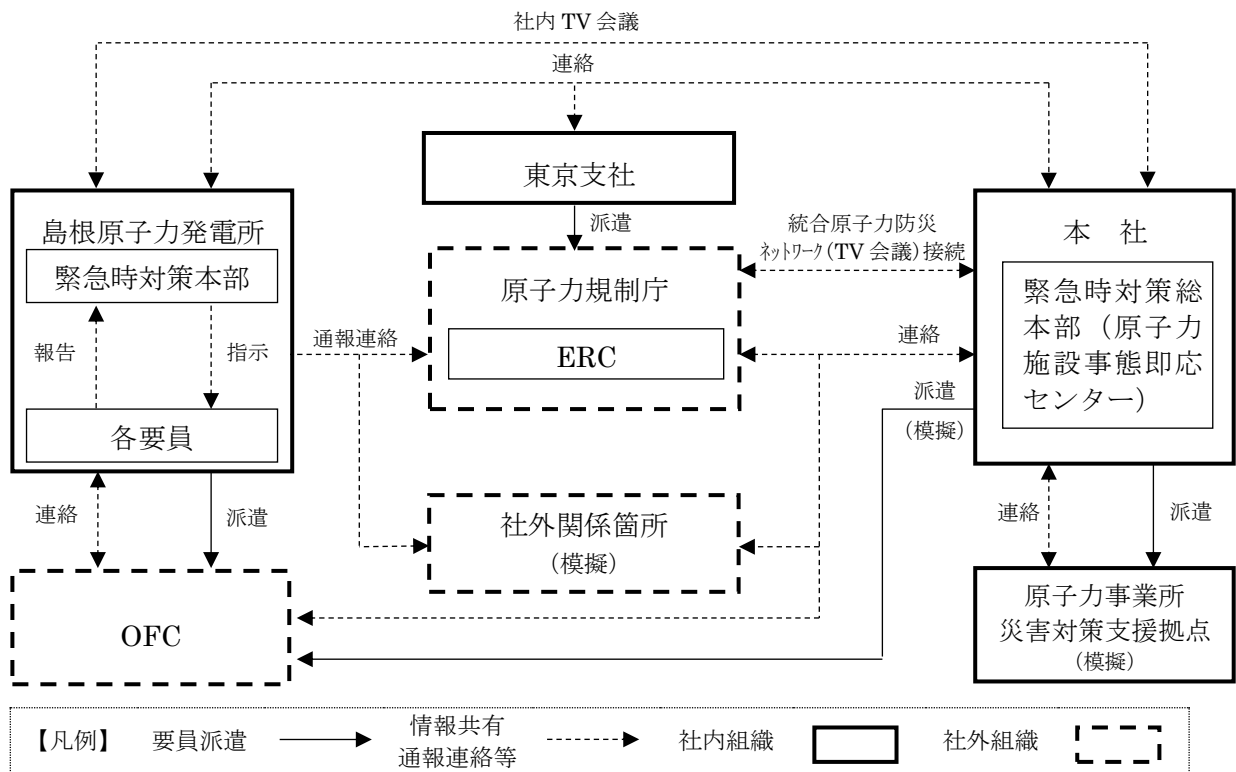 社内 TV 会議
連絡
東京支社
派遣
島根原子力発電所
緊急時対策本部
報告
指示
各要員
通報連絡
原子力規制庁
ERC
統合原子力防災
ﾈｯﾄﾜｰｸ(TV 会議)接続
連絡
派遣
(模擬)
本 社
緊急時対策総
本部（原子力
施設事態即応
センター）
連絡
派遣
社外関係箇所
(模擬)
連絡
派遣
OFC
原子力事業所
災害対策支援拠点
(模擬)
【凡例】 要員派遣 情報共有 社内組織 社外組織
通報連絡等